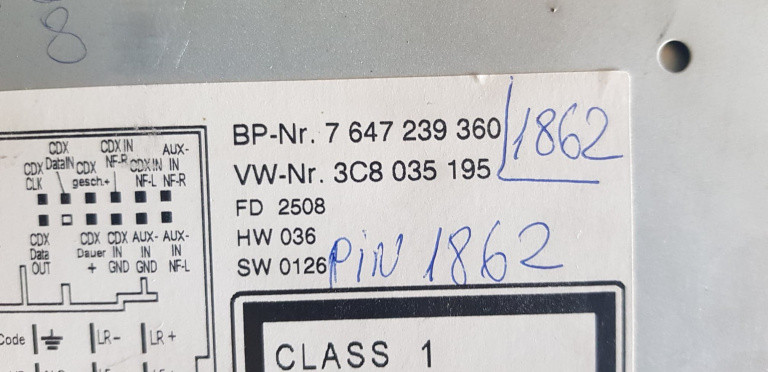 8
BP-Nr. 7 647 239 360
1862
VW-Nr. 3C8 035 195
FD 2508
HW 036
SW 0126
PiN 1862
CDX CLK
CDX Data IN
CDX gesch.+
CDX IN NF-R
CDX IN NF-L
AUX-IN NF-R
CDX Data OUT
CDX Dauer +
CDX IN GND
AUX-IN GND
AUX-IN NF-L
Code
LR-
LR+
CLASS 1